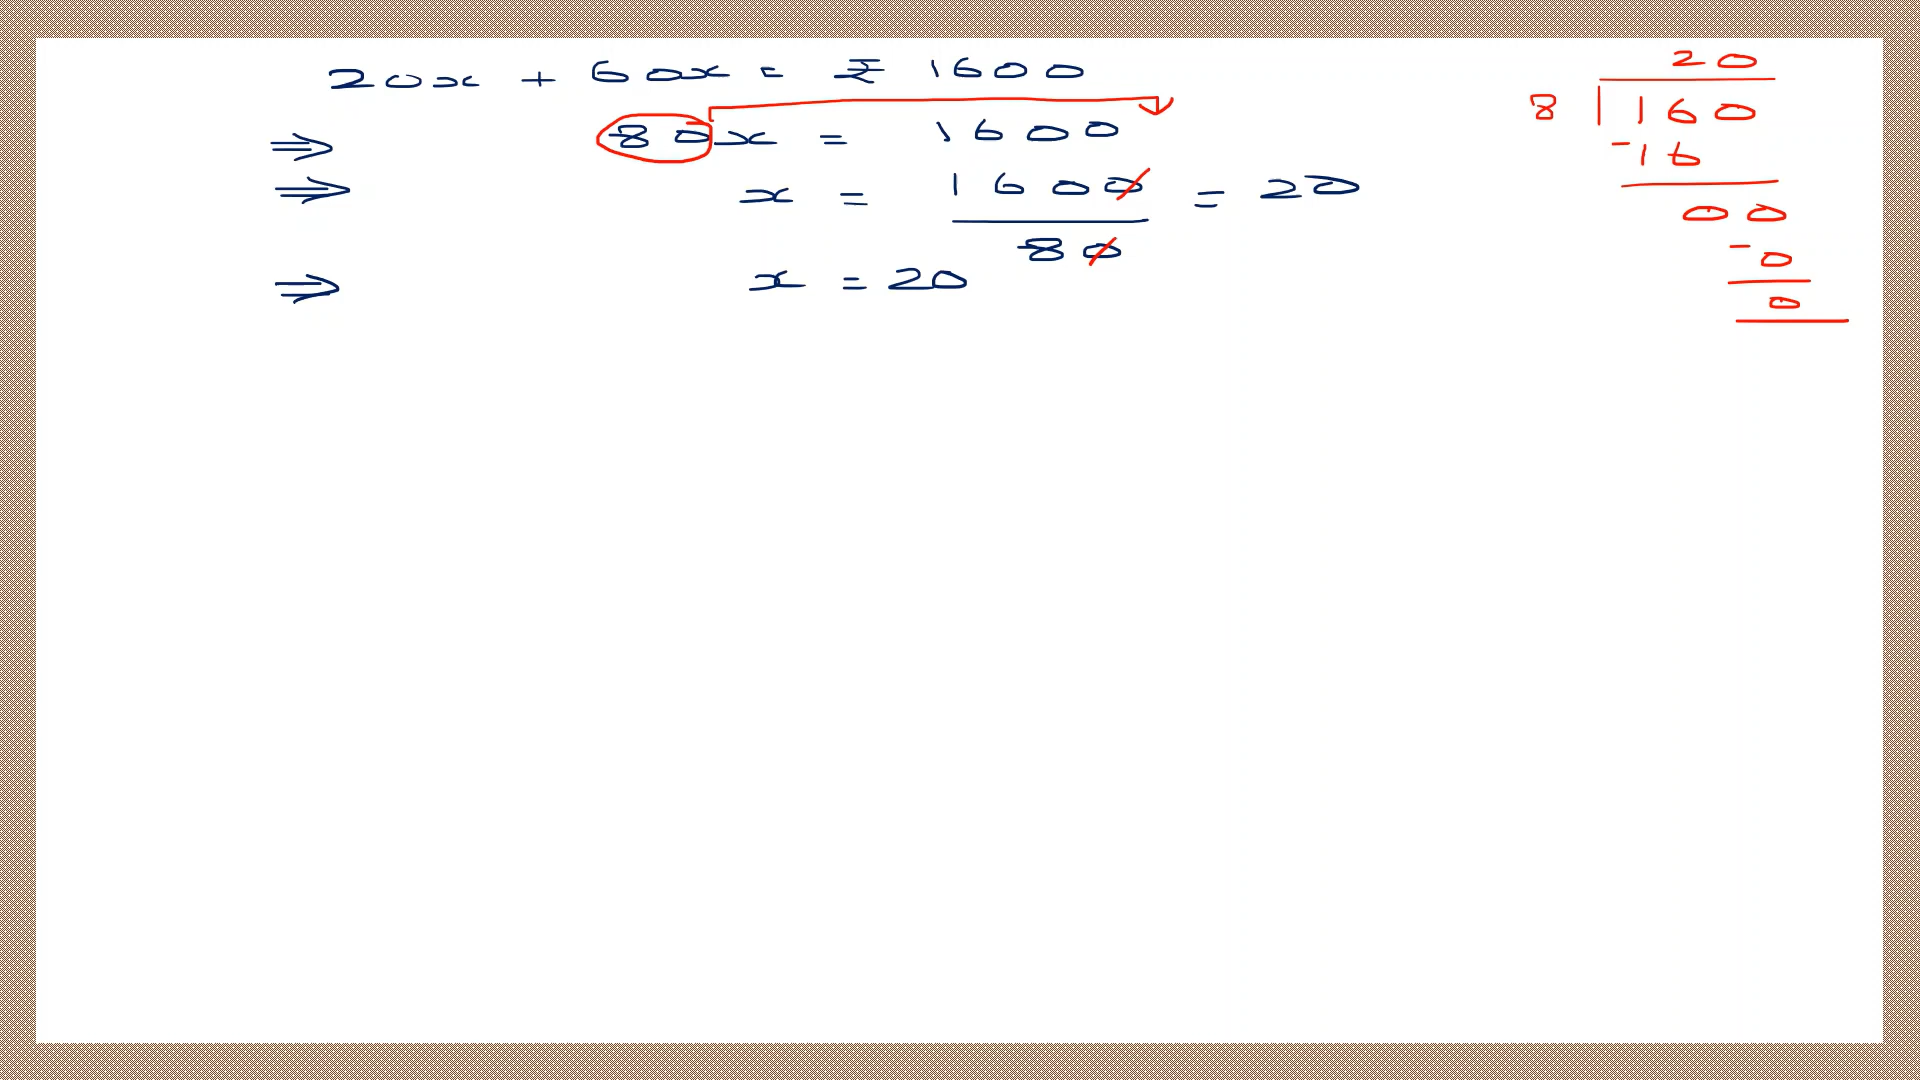 20x + 60x = ₹ 1600
⇒ 80x = 1600
⇒ x = 1600 / 80 = 20
⇒ x = 20
20
8 | 160
-16
00
-0
0